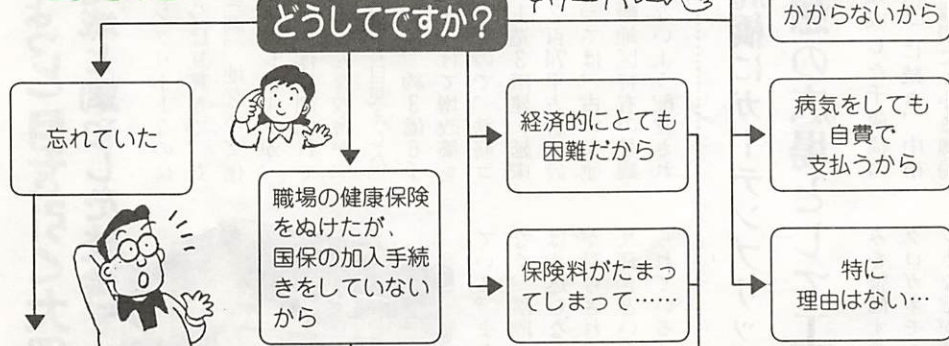 どうしてですか？
かからないから
忘れていた
職場の健康保険
をぬけたが、
国保の加入手続
きをしていない
から
経済的にとても
困難だから
保険料がたまっ
てしまって……
病気をしても
自費で
支払うから
特に
理由はない…